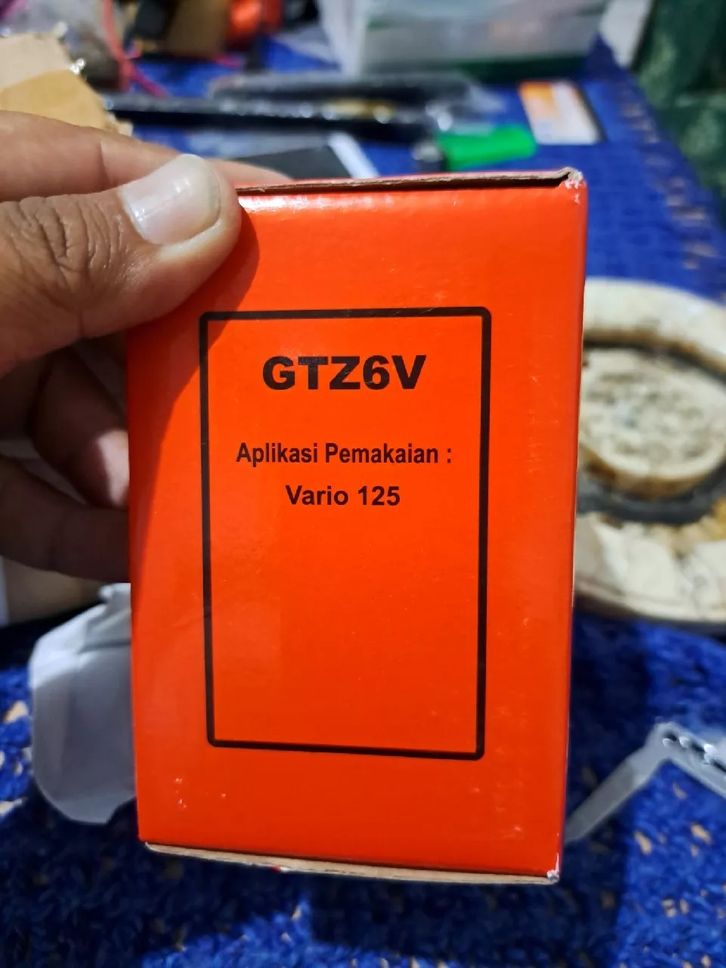 GTZ6V
Aplikasi Pemakaian :
Vario 125